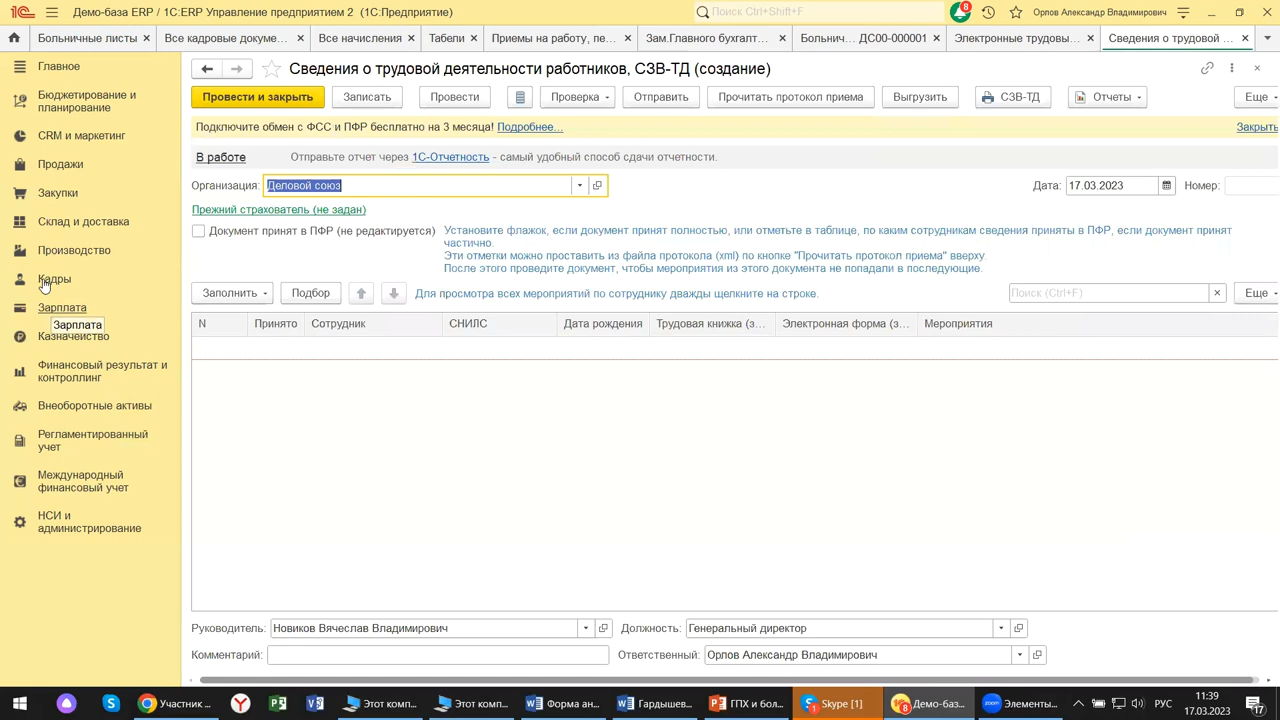 Демо-база ERP / 1С:ERP Управление предприятием 2 (1С:Предприятие)
Поиск Ctrl+Shift+F
8
Орлов Александр Владимирович
Больничные листы
Все кадровые докуме...
Все начисления
Табели
Приемы на работу, пе...
Зам.Главного бухгалт...
Больнич... ДС00-000001
Электронные трудовы...
Сведения о трудовой ...
Главное
Бюджетирование и
планирование
CRM и маркетинг
Продажи
Закупки
Склад и доставка
Производство
Кадры
Зарплата
Зарплата
Казначейство
Финансовый результат и
контроллинг
Внеоборотные активы
Регламентированный
учет
Международный
финансовый учет
НСИ и
администрирование
Сведения о трудовой деятельности работников, СЗВ-ТД (создание)
Провести и закрыть
Записать
Провести
Проверка
Отправить
Прочитать протокол приема
Выгрузить
СЗВ-ТД
Отчеты
Еще
Подключите обмен с ФСС и ПФР бесплатно на 3 месяца! Подробнее...
Закрыть
В работе
Отправьте отчет через 1С-Отчетность - самый удобный способ сдачи отчетности.
Организация: Деловой союз
Дата: 17.03.2023
Номер:
Прежний страхователь (не задан)
Документ принят в ПФР (не редактируется)
Установите флажок, если документ принят полностью, или отметьте в таблице, по каким сотрудникам сведения приняты в ПФР, если документ принят
частично.
Эти отметки можно проставить из файла протокола (xml) по кнопке "Прочитать протокол приема" вверху.
После этого проведите документ, чтобы мероприятия из этого документа не попадали в последующие.
Заполнить
Подбор
Для просмотра всех мероприятий по сотруднику дважды щелкните на строке.
Поиск (Ctrl+F)
Еще
N
Принято
Сотрудник
СНИЛС
Дата рождения
Трудовая книжка (з...
Электронная форма (з...
Мероприятия
Руководитель: Новиков Вячеслав Владимирович
Должность: Генеральный директор
Комментарий:
Ответственный: Орлов Александр Владимирович
Участник ...
Этот комп...
Этот комп...
Форма ан...
Гардышев...
ГПХ и бол...
Skype [1]
Демо-баз...
Элементы...
РУС
11:39
17.03.2023
17